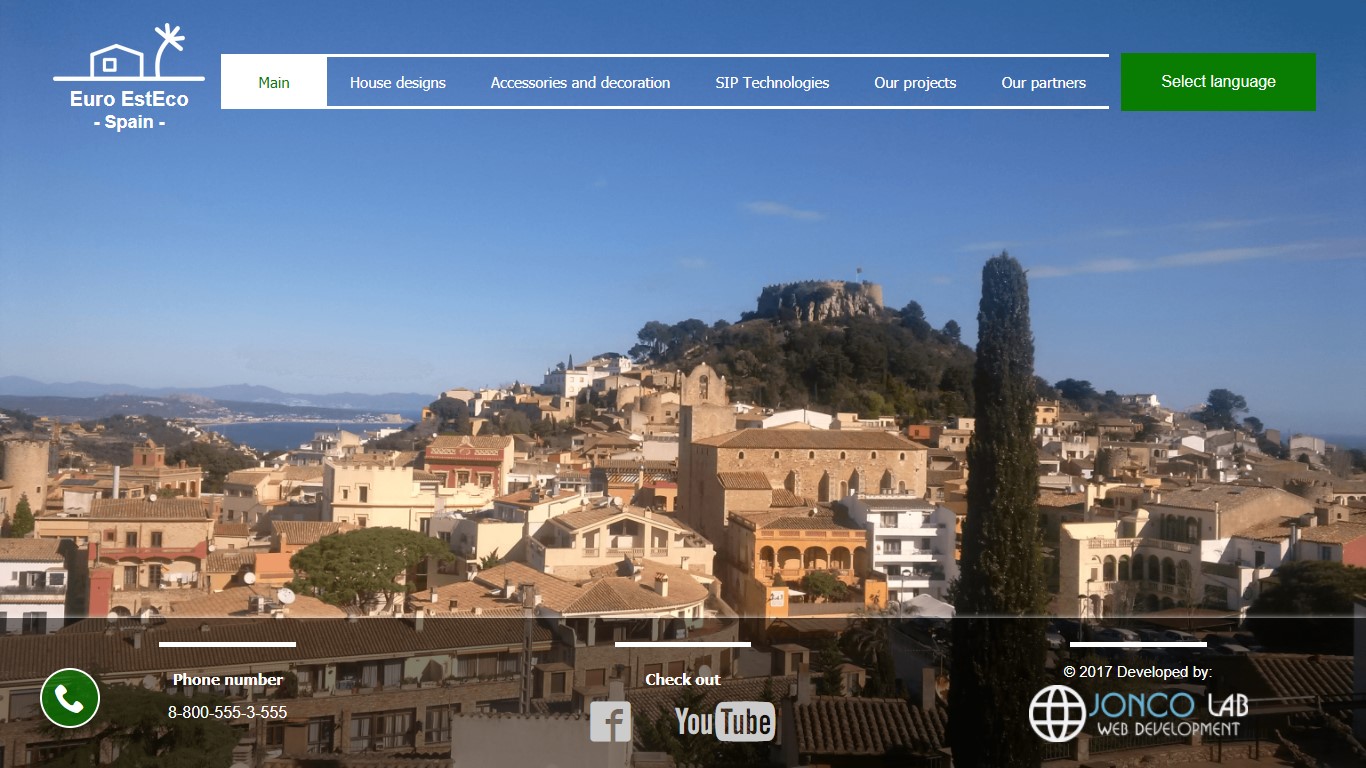 Euro EstEco
- Spain -
Main
House designs
Accessories and decoration
SIP Technologies
Our projects
Our partners
Select language
Phone number
8-800-555-3-555
Check out
f
YouTube
© 2017 Developed by:
JONCO LAB
WEB DEVELOPMENT